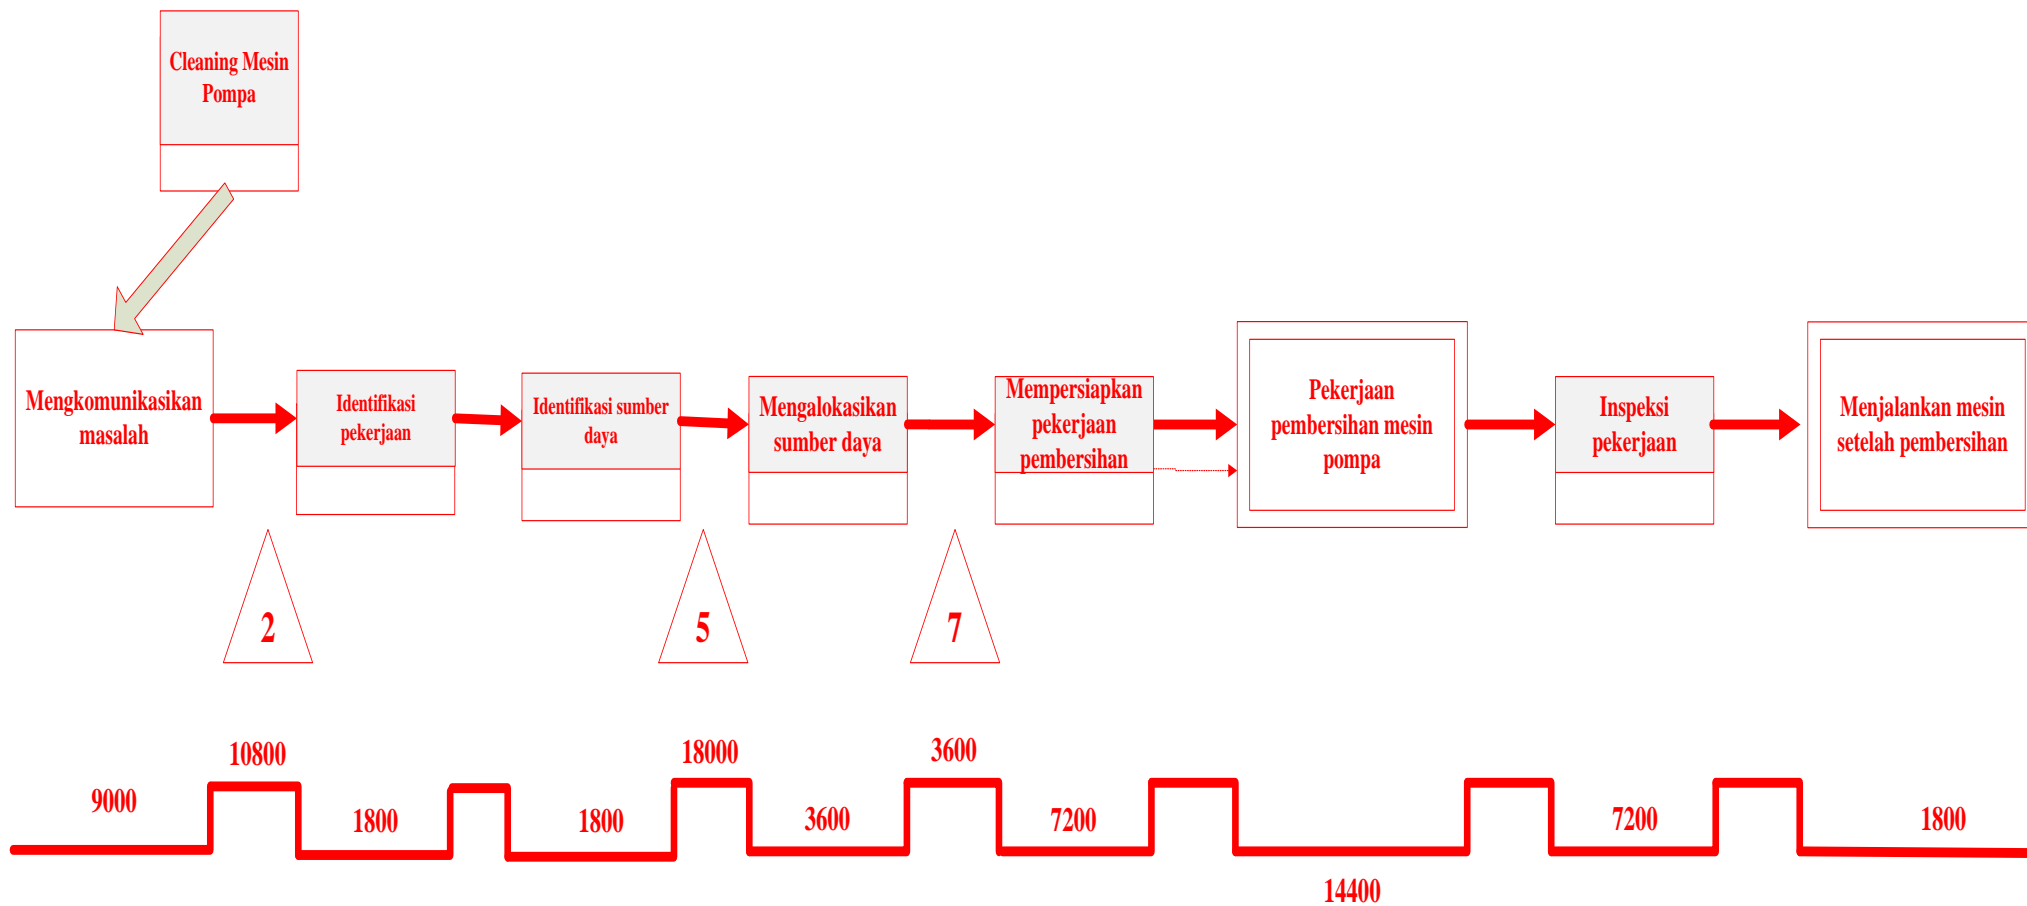 Cleaning Mesin
Pompa
Mengkomunikasikan
masalah
Identifikasi
pekerjaan
Identifikasi sumber
daya
Mengalokasikan
sumber daya
Mempersiapkan
pekerjaan
pembersihan
Pekerjaan
pembersihan mesin
pompa
Inspeksi
pekerjaan
Menjalankan mesin
setelah pembersihan
2
5
7
9000
10800
1800
1800
18000
3600
3600
7200
14400
7200
1800